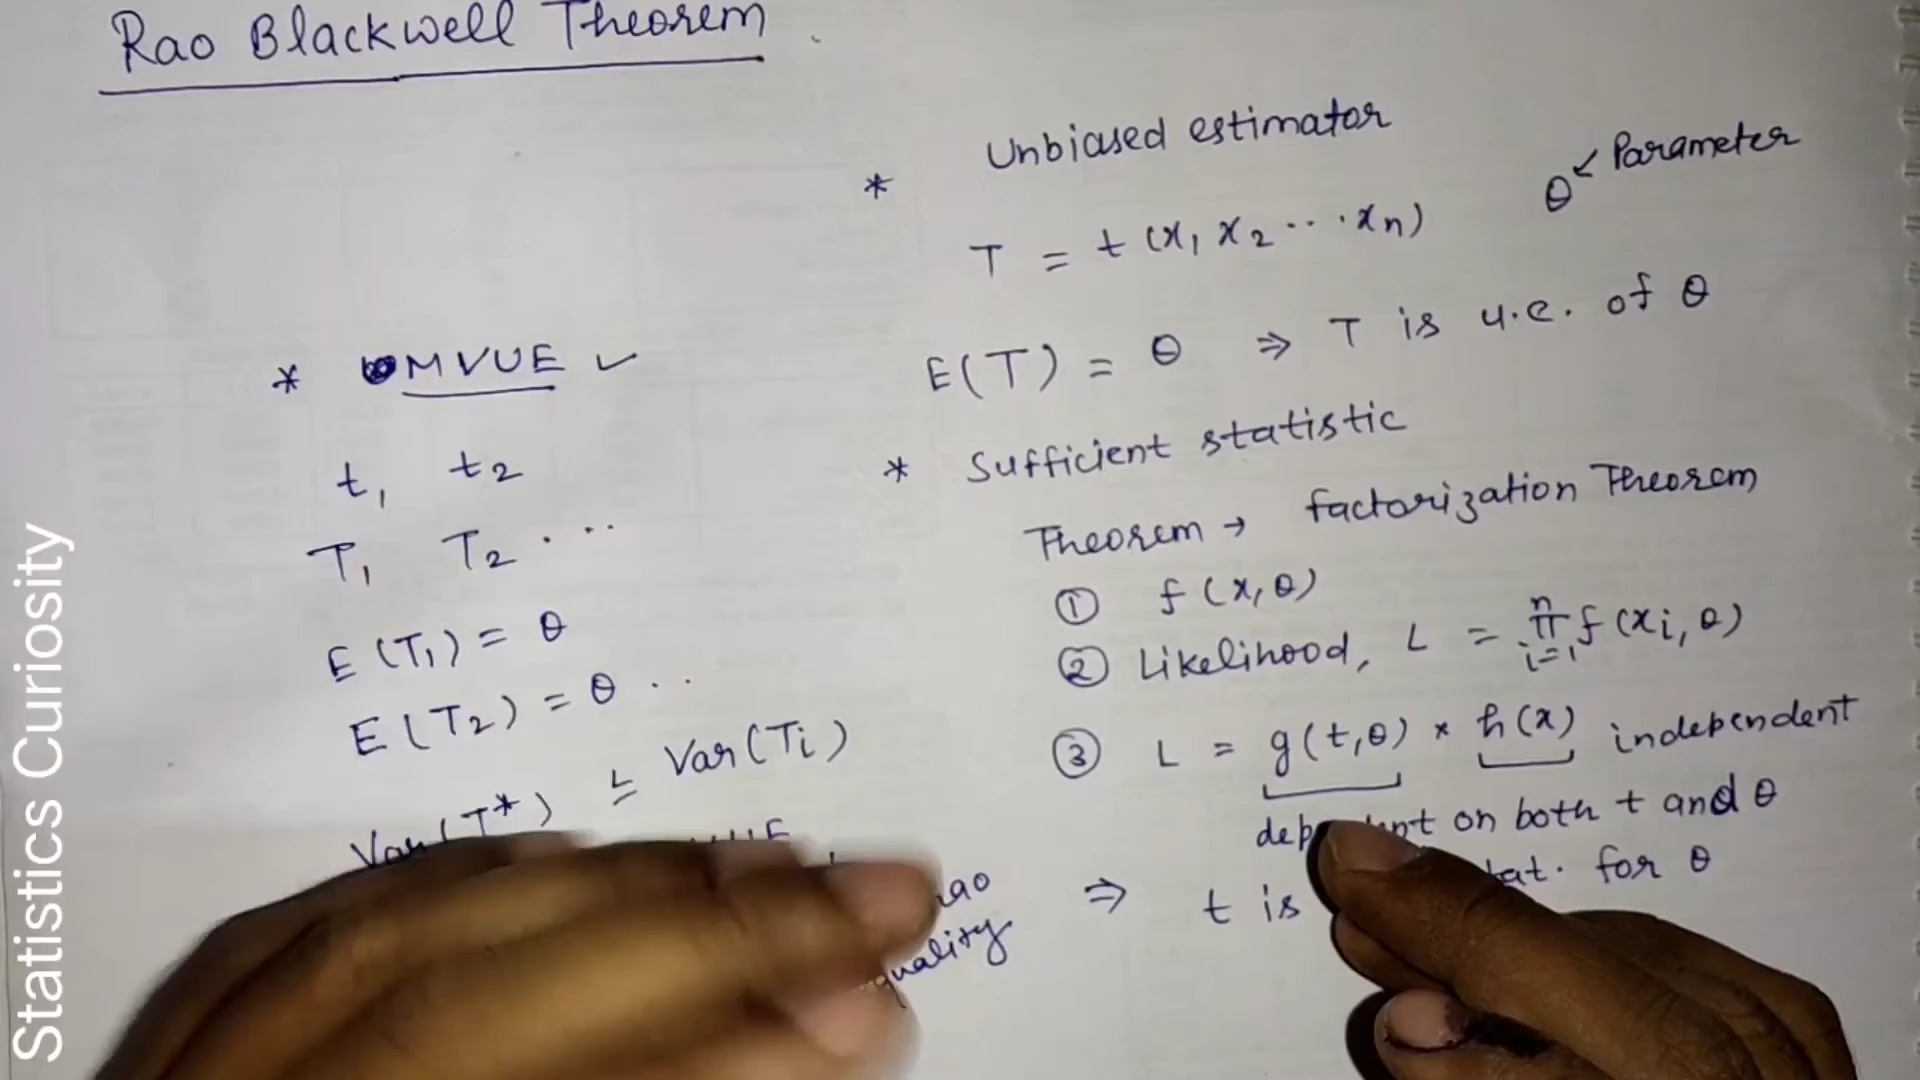 Rao Blackwell Theorem
* Unbiased estimator
θ ← Parameter
T = t (x1 x2 ... xn)
E(T) = θ ⇒ T is u.e. of θ
* Sufficient statistic
Theorem → factorization Theorem
① f (x, θ)
② Likelihood, L = n π i=1 f (xi, θ)
③ L = g(t, θ) * h(x) independent
on both t and θ
⇒ t is for θ
* MVUE ✓
t1 t2
T1 T2 ...
E (T1) = θ
E (T2) = θ ..
Var (T*) ≤ Var (Ti)
Statistics Curiosity